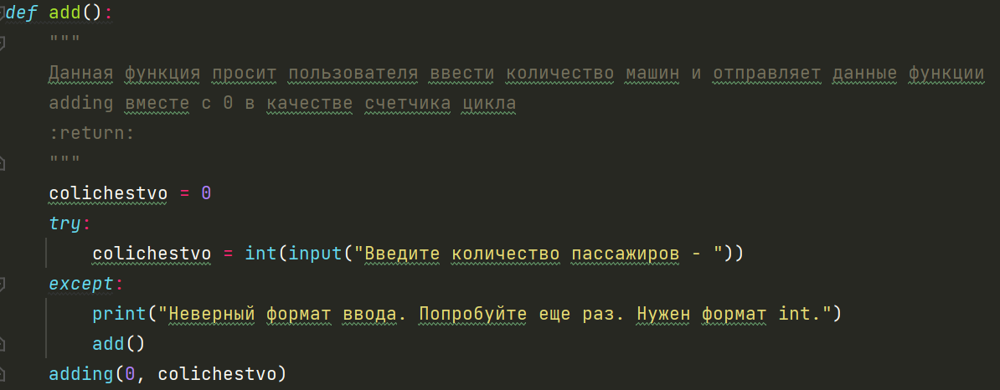 def add():
    """
    Данная функция просит пользователя ввести количество машин и отправляет данные функции
    adding вместе с 0 в качестве счетчика цикла
    :return:
    """
    colichestvo = 0
    try:
        colichestvo = int(input("Введите количество пассажиров - "))
    except:
        print("Неверный формат ввода. Попробуйте еще раз. Нужен формат int.")
        add()
    adding(0, colichestvo)